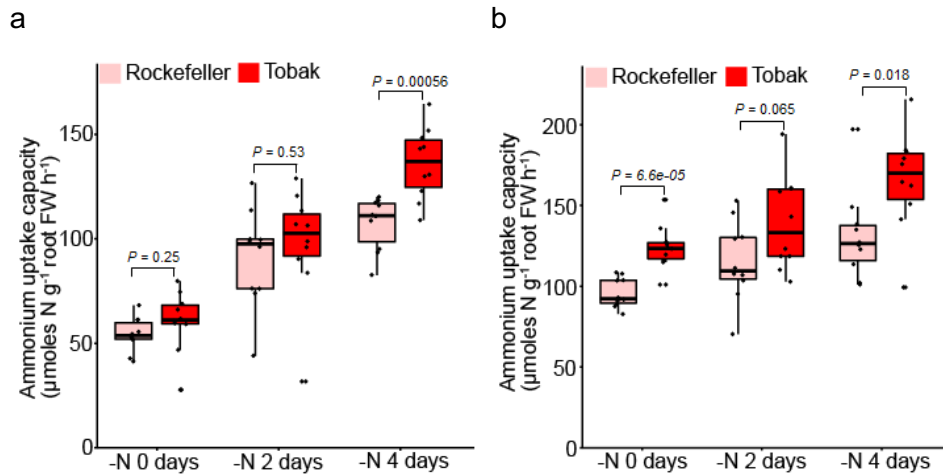 a
Rockefeller Tobak
P = 0.00056
P = 0.53
P = 0.25
150
100
50
0
Ammonium uptake capacity
(µmoles N g⁻¹ root FW h⁻¹)
-N 0 days -N 2 days -N 4 days
b
Rockefeller Tobak
P = 0.018
P = 0.065
P = 6.6e-05
200
150
100
50
0
Ammonium uptake capacity
(µmoles N g⁻¹ root FW h⁻¹)
-N 0 days -N 2 days -N 4 days